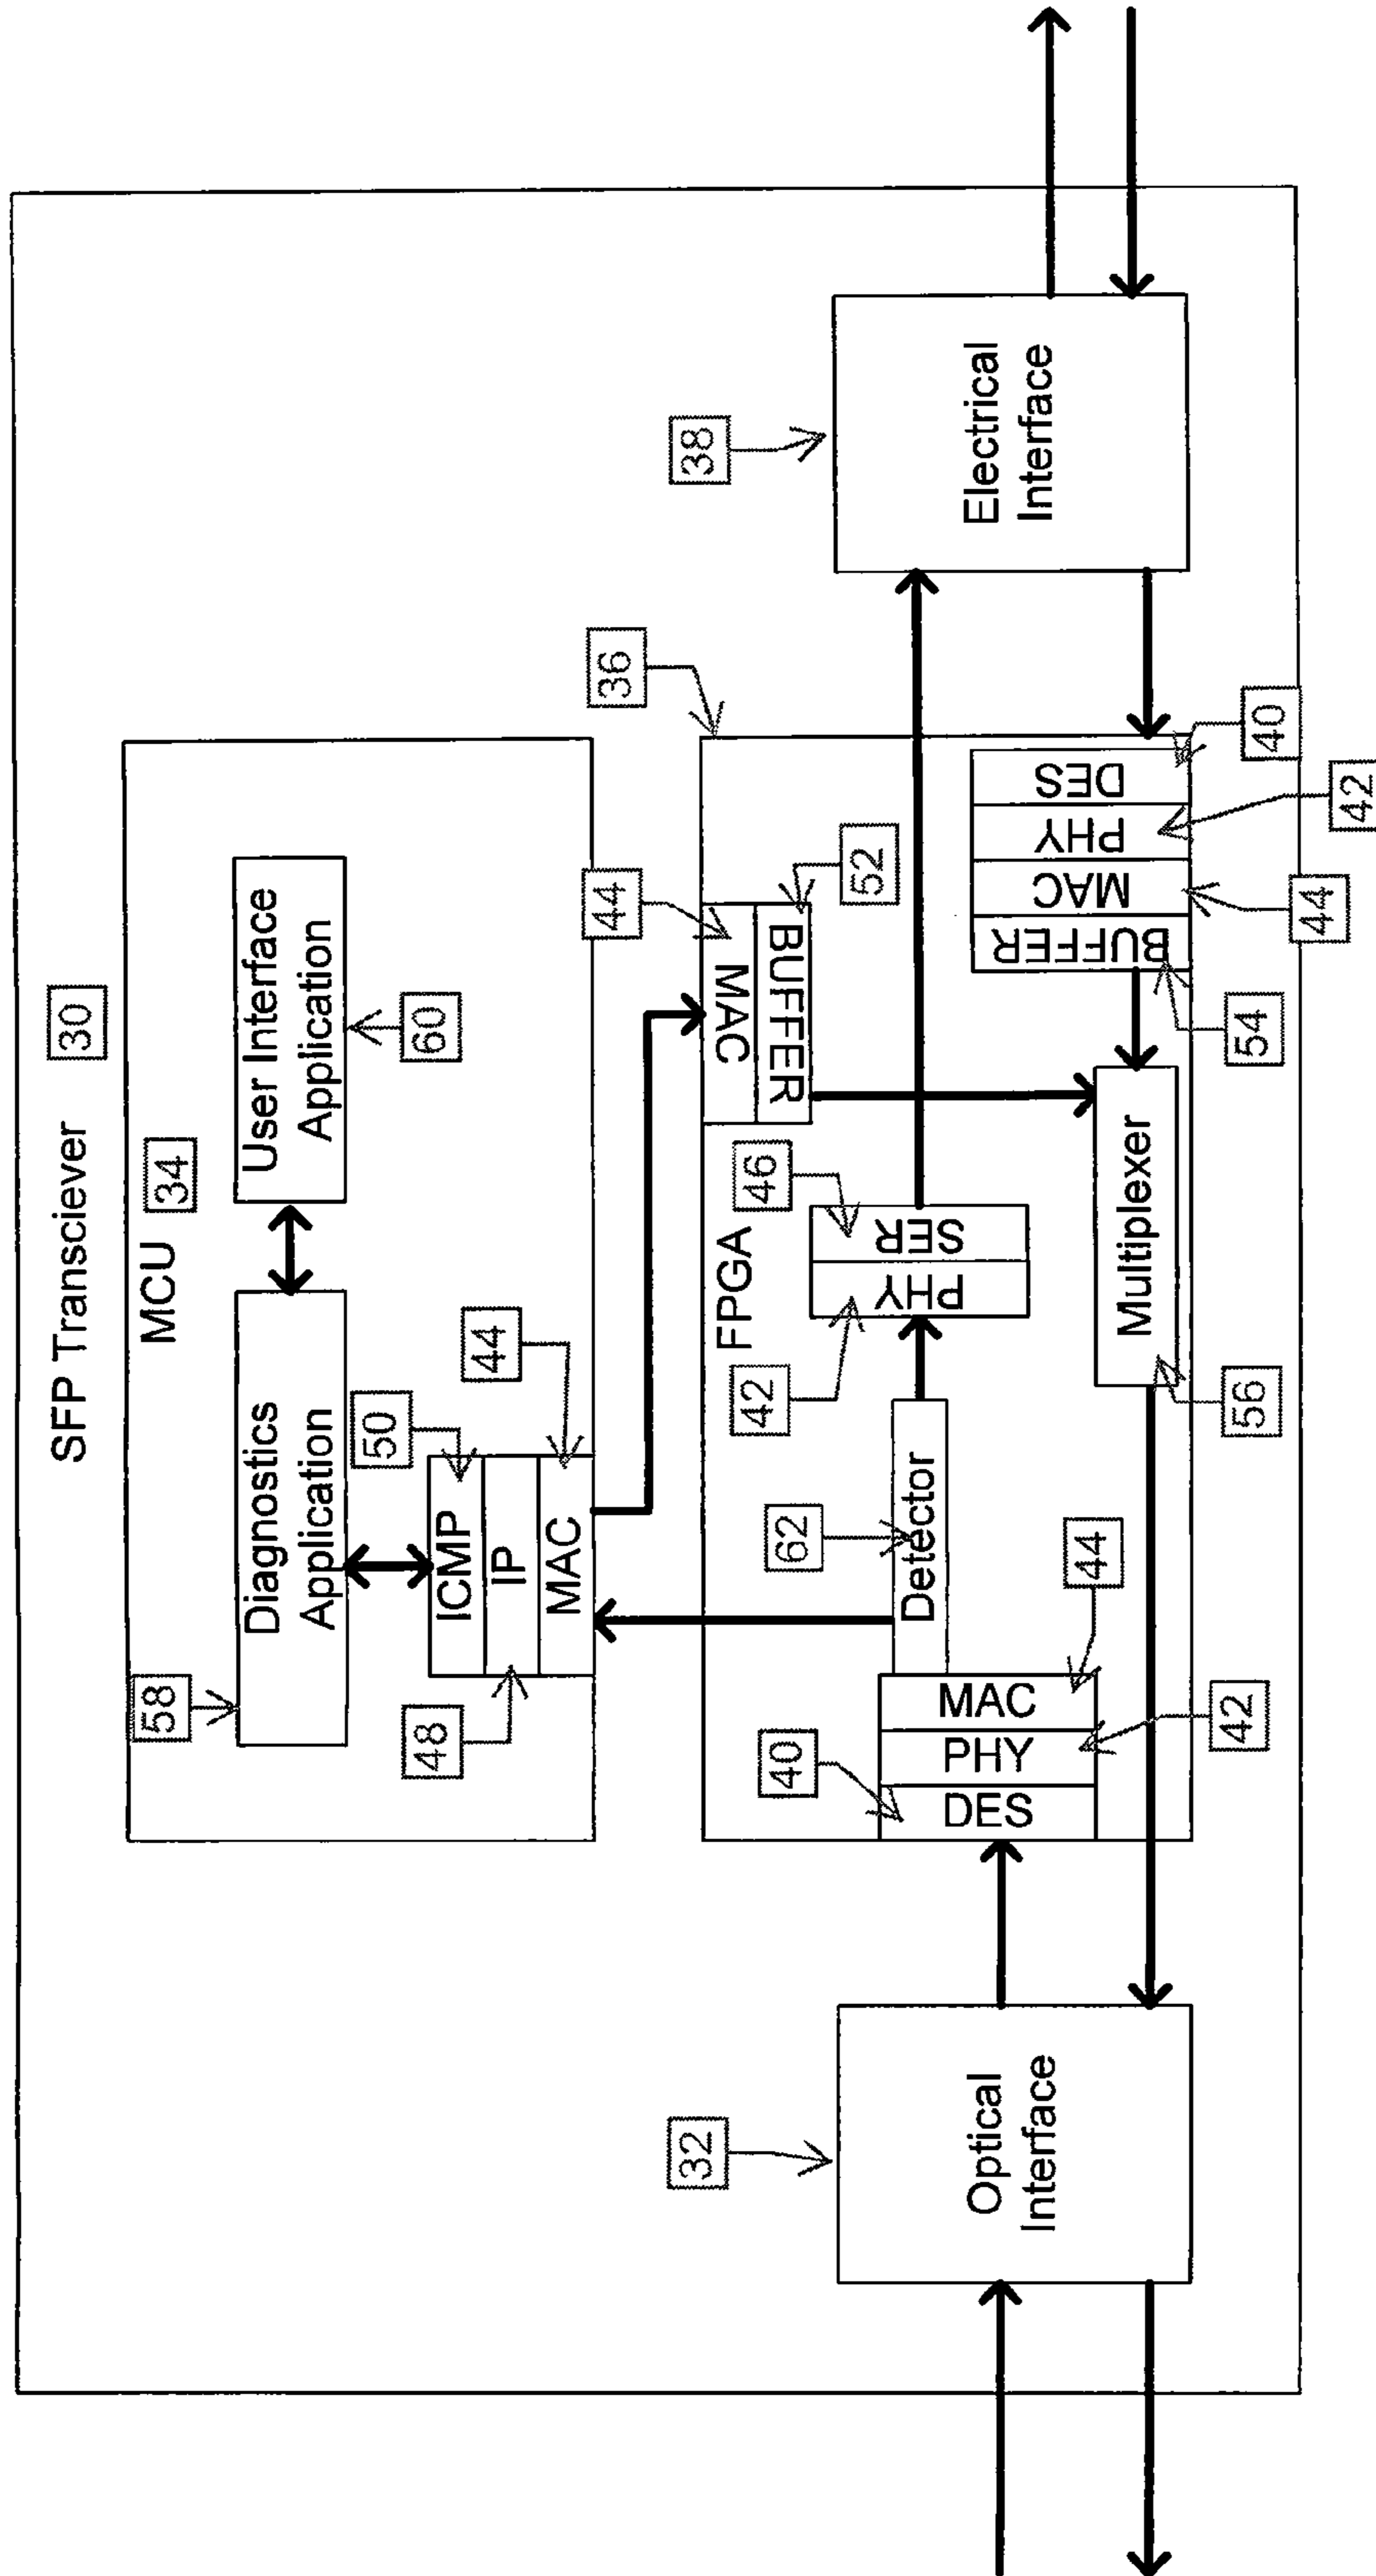 SFP Transciever
30
MCU
34
58
Diagnostics
Application
User Interface
Application
60
50
44
ICMP
IP
MAC
48
44
36
MAC
BUFFER
52
FPGA
46
PHY
SER
42
62
Detector
40
DES
PHY
MAC
44
42
BUFFER
MAC
PHY
DES
40
42
44
54
Multiplexer
56
32
Optical
Interface
38
Electrical
Interface